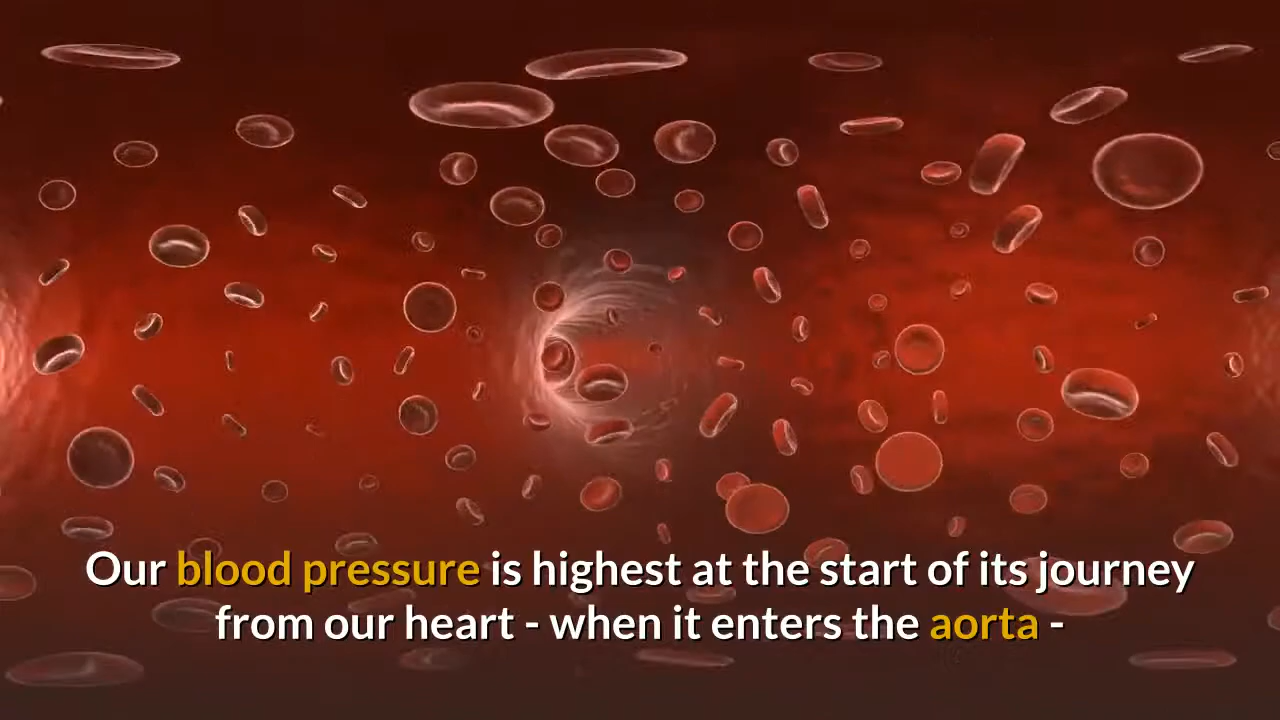 Our blood pressure is highest at the start of its journey
from our heart - when it enters the aorta -